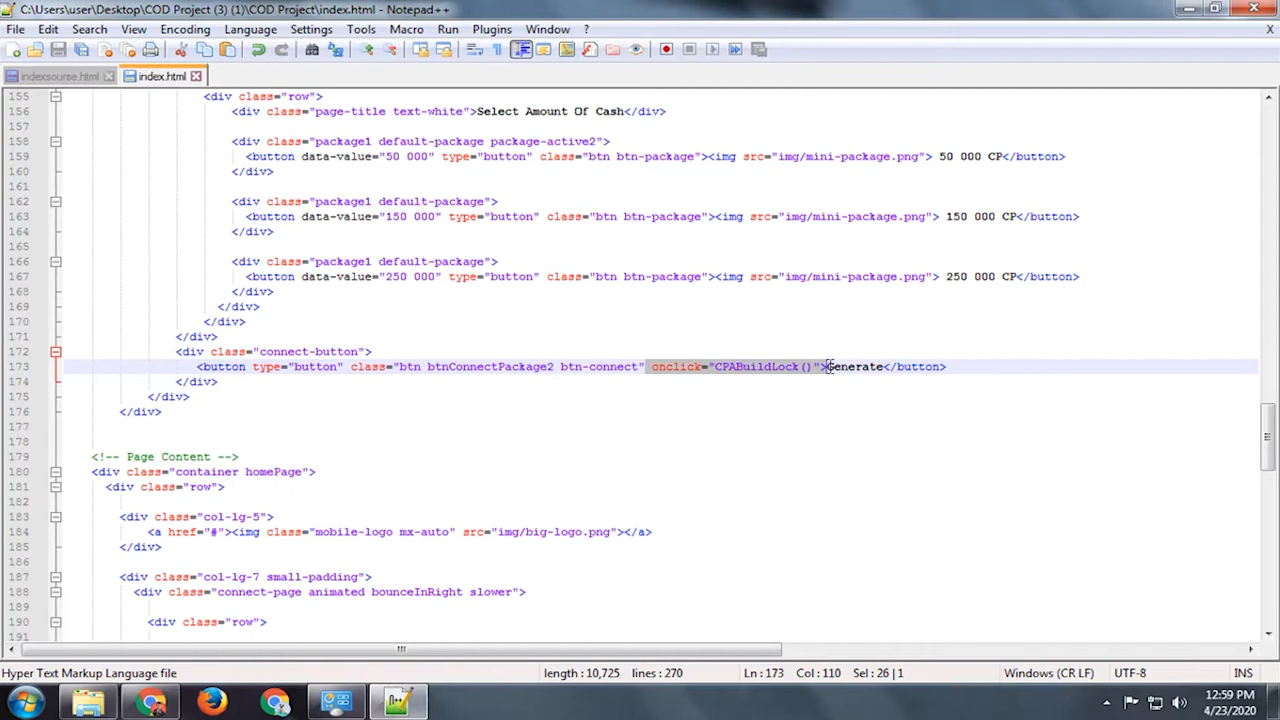 C:\Users\user\Desktop\COD Project (3) (1)\COD Project\index.html - Notepad++
File Edit Search View Encoding Language Settings Tools Macro Run Plugins Window ?
X
indexsourse.html index.html
155 <div class="row">
156 <div class="page-title text-white">Select Amount Of Cash</div>
157
158 <div class="package1 default-package package-active2">
159 <button data-value="50 000" type="button" class="btn btn-package"><img src="img/mini-package.png"> 50 000 CP</button>
160 </div>
161
162 <div class="package1 default-package">
163 <button data-value="150 000" type="button" class="btn btn-package"><img src="img/mini-package.png"> 150 000 CP</button>
164 </div>
165
166 <div class="package1 default-package">
167 <button data-value="250 000" type="button" class="btn btn-package"><img src="img/mini-package.png"> 250 000 CP</button>
168 </div>
169 </div>
170 </div>
171 </div>
172 <div class="connect-button">
173 <button type="button" class="btn btnConnectPackage2 btn-connect" onclick="CPABuildLock()">Generate</button>
174 </div>
175 </div>
176 </div>
177
178
179 <!-- Page Content -->
180 <div class="container homePage">
181 <div class="row">
182
183 <div class="col-lg-5">
184 <a href="#"><img class="mobile-logo mx-auto" src="img/big-logo.png"></a>
185 </div>
186
187 <div class="col-lg-7 small-padding">
188 <div class="connect-page animated bounceInRight slower">
189
190 <div class="row">
191
Hyper Text Markup Language file length : 10,725 lines : 270 Ln : 173 Col : 110 Sel : 26 | 1 Windows (CR LF) UTF-8 INS
12:59 PM
4/23/2020